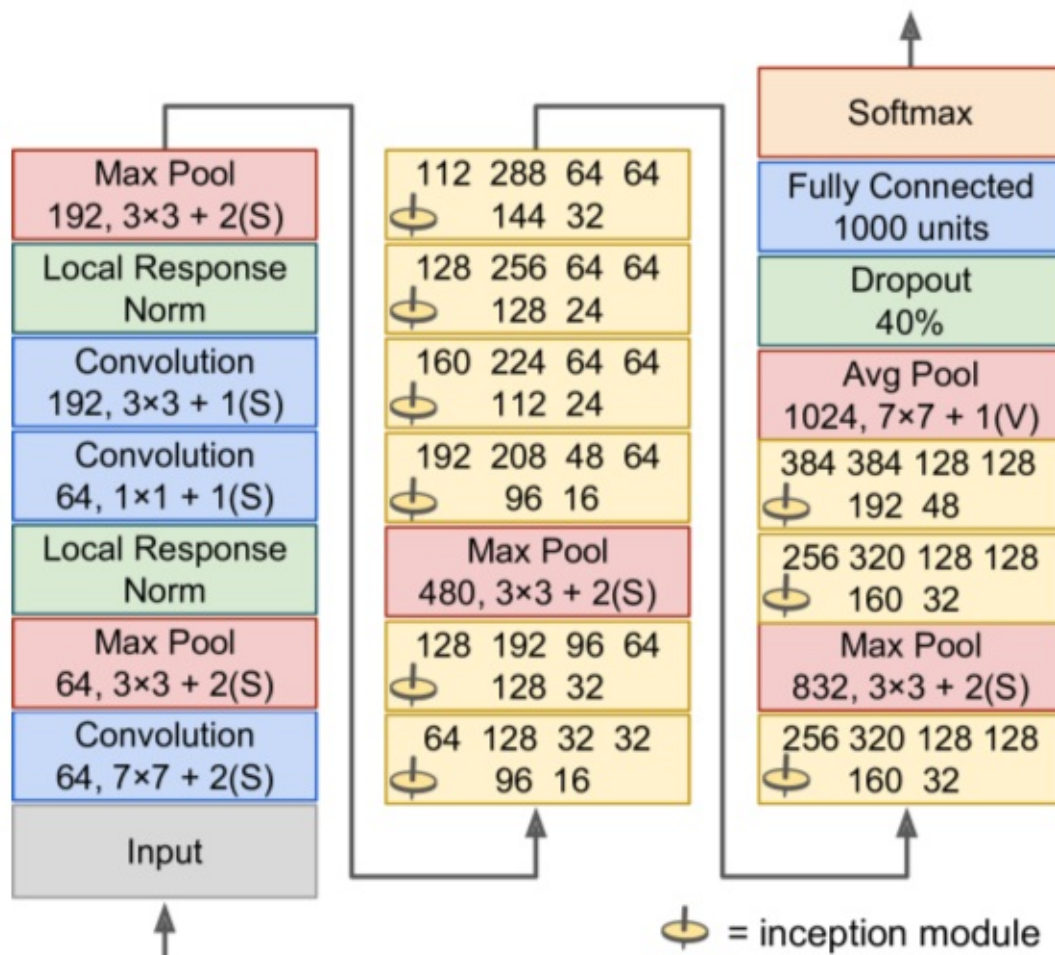 Max Pool
192, 3×3 + 2(S)
Local Response
Norm
Convolution
192, 3×3 + 1(S)
Convolution
64, 1×1 + 1(S)
Local Response
Norm
Max Pool
64, 3×3 + 2(S)
Convolution
64, 7×7 + 2(S)
Input
112 288 64 64
144 32
128 256 64 64
128 24
160 224 64 64
112 24
192 208 48 64
96 16
Max Pool
480, 3×3 + 2(S)
128 192 96 64
128 32
64 128 32 32
96 16
Softmax
Fully Connected
1000 units
Dropout
40%
Avg Pool
1024, 7×7 + 1(V)
384 384 128 128
192 48
256 320 128 128
160 32
Max Pool
832, 3×3 + 2(S)
256 320 128 128
160 32
= inception module